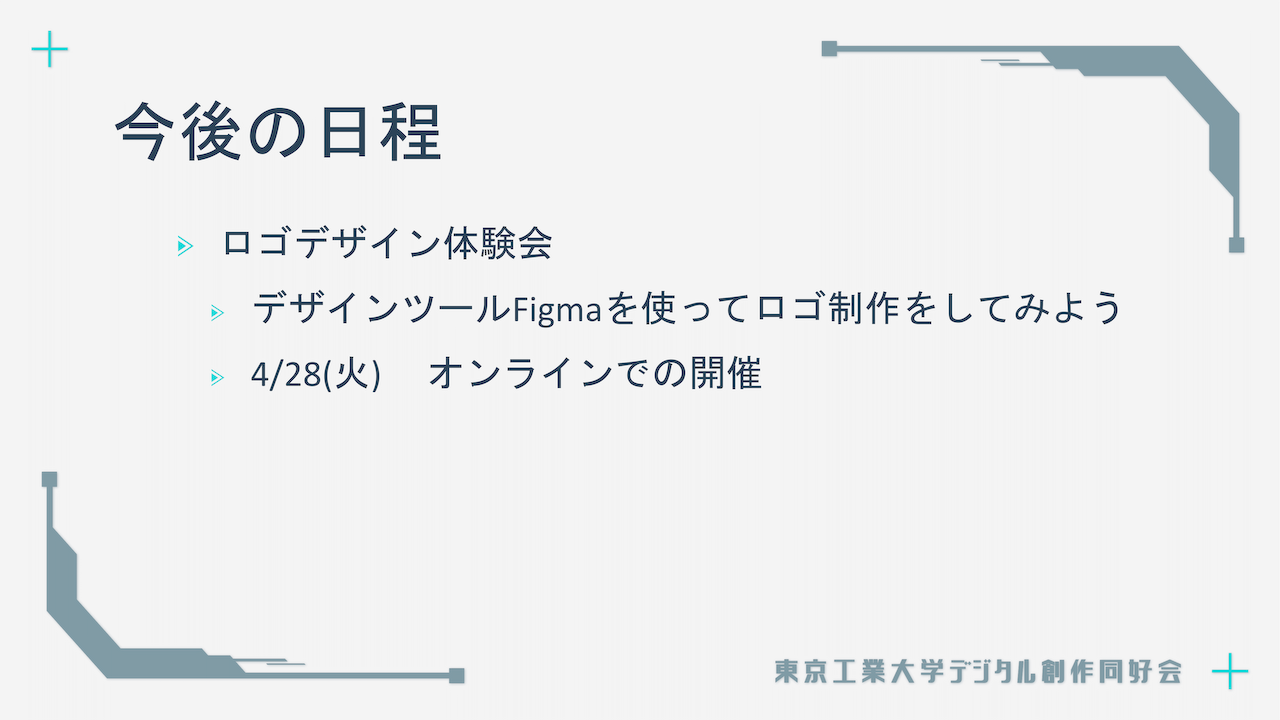 今後の日程
ロゴデザイン体験会
デザインツールFigmaを使ってロゴ制作をしてみよう
4/28(火)　オンラインでの開催
東京工業大学デジタル創作同好会